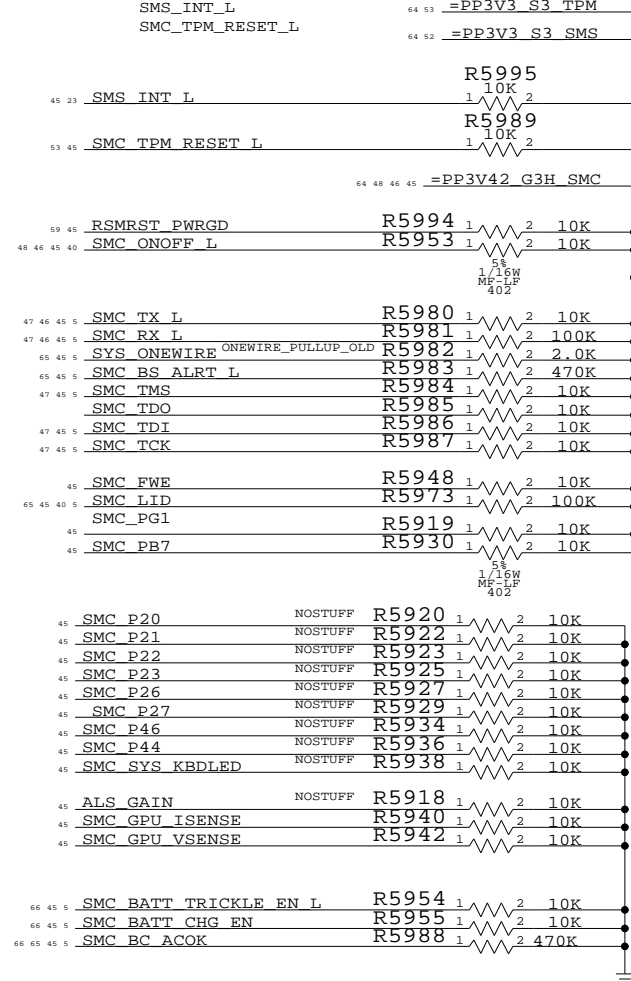 SMS_INT_L
SMC_TPM_RESET_L
64 53 =PP3V3_S3_TPM
64 52 =PP3V3_S3_SMS
R5995
10K
45 23 SMS_INT_L 1 2
R5989
10K
53 45 SMC_TPM_RESET_L 1 2
64 48 46 45 =PP3V42_G3H_SMC
59 45 RSMRST_PWRGD R5994 1 2 10K
48 46 45 40 SMC_ONOFF_L R5953 1 2 10K
5%
1/16W
MF-LF
402
47 46 45 5 SMC_TX_L R5980 1 2 10K
47 46 45 5 SMC_RX_L R5981 1 2 100K
65 45 5 SYS_ONEWIRE ONEWIRE_PULLUP_OLD R5982 1 2 2.0K
65 45 5 SMC_BS_ALRT_L R5983 1 2 470K
47 45 5 SMC_TMS R5984 1 2 10K
SMC_TDO R5985 1 2 10K
47 45 5 SMC_TDI R5986 1 2 10K
47 45 5 SMC_TCK R5987 1 2 10K
45 SMC_FWE R5948 1 2 10K
65 45 40 5 SMC_LID R5973 1 2 100K
SMC_PG1
45 R5919 1 2 10K
45 SMC_PB7 R5930 1 2 10K
5%
1/16W
MF-LF
402
45 SMC_P20 NOSTUFF R5920 1 2 10K
45 SMC_P21 NOSTUFF R5922 1 2 10K
45 SMC_P22 NOSTUFF R5923 1 2 10K
45 SMC_P23 NOSTUFF R5925 1 2 10K
45 SMC_P26 NOSTUFF R5927 1 2 10K
45 SMC_P27 NOSTUFF R5929 1 2 10K
45 SMC_P46 NOSTUFF R5934 1 2 10K
45 SMC_P44 NOSTUFF R5936 1 2 10K
45 SMC_SYS_KBDLED NOSTUFF R5938 1 2 10K
45 ALS_GAIN NOSTUFF R5918 1 2 10K
45 SMC_GPU_ISENSE R5940 1 2 10K
45 SMC_GPU_VSENSE R5942 1 2 10K
66 45 5 SMC_BATT_TRICKLE_EN_L R5954 1 2 10K
66 45 5 SMC_BATT_CHG_EN R5955 1 2 10K
66 65 45 5 SMC_BC_ACOK R5988 1 2 470K